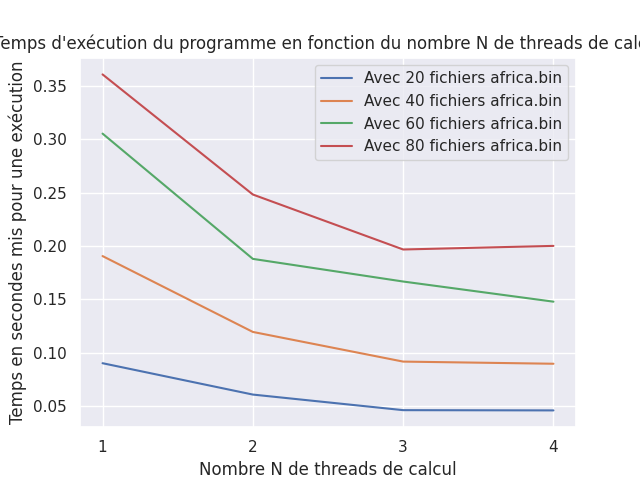 Temps d'exécution du programme en fonction du nombre N de threads de calc
Avec 20 fichiers africa.bin
Avec 40 fichiers africa.bin
Avec 60 fichiers africa.bin
Avec 80 fichiers africa.bin
Temps en secondes mis pour une exécution
0.35
0.30
0.25
0.20
0.15
0.10
0.05
1 2 3 4
Nombre N de threads de calcul